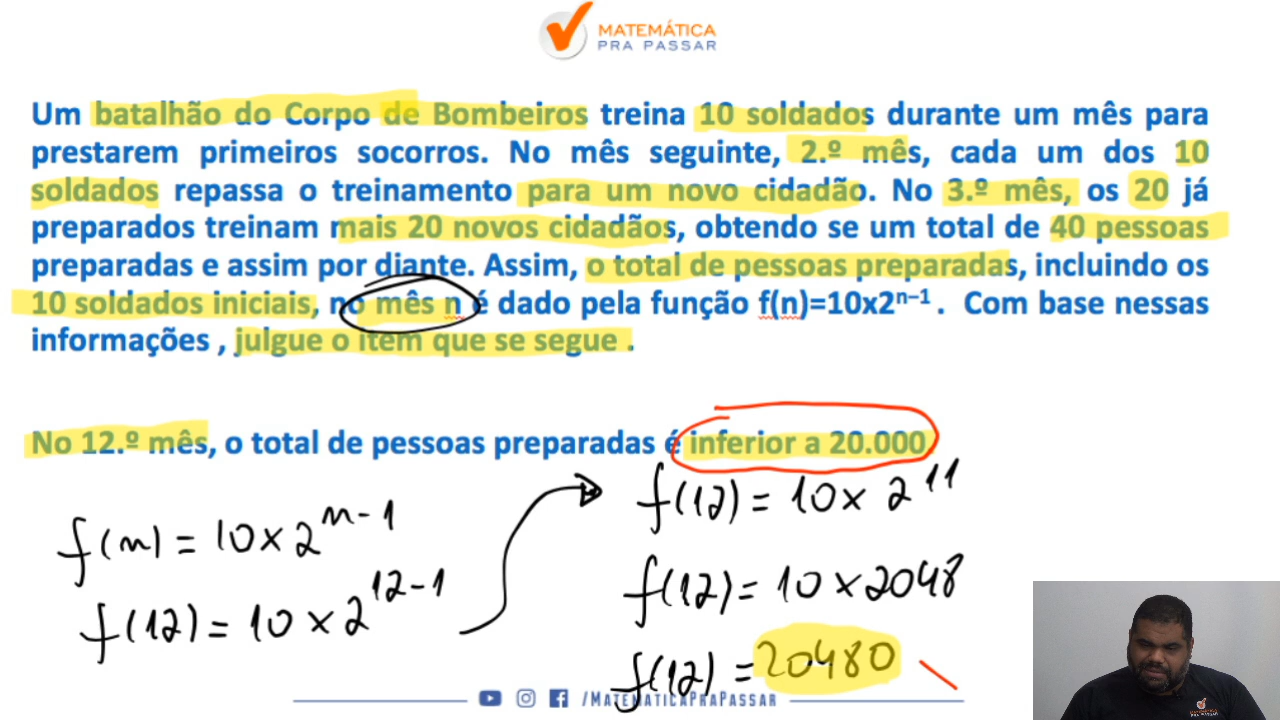 MATEMÁTICA
PRA PASSAR
Um batalhão do Corpo de Bombeiros treina 10 soldados durante um mês para
prestarem primeiros socorros. No mês seguinte, 2.º mês, cada um dos 10
soldados repassa o treinamento para um novo cidadão. No 3.º mês, os 20 já
preparados treinam mais 20 novos cidadãos, obtendo se um total de 40 pessoas
preparadas e assim por diante. Assim, o total de pessoas preparadas, incluindo os
10 soldados iniciais, no mês n é dado pela função f(n)=10x2ⁿ⁻¹ . Com base nessas
informações , julgue o item que se segue .
No 12.º mês, o total de pessoas preparadas é inferior a 20.000.
f(n) = 10 x 2ⁿ⁻¹
f(12) = 10 x 2¹²⁻¹
f(12) = 10 x 2¹¹
f(12) = 10 x 2048
f(12) = 20480
/MATEMATICAPRAPASSAR